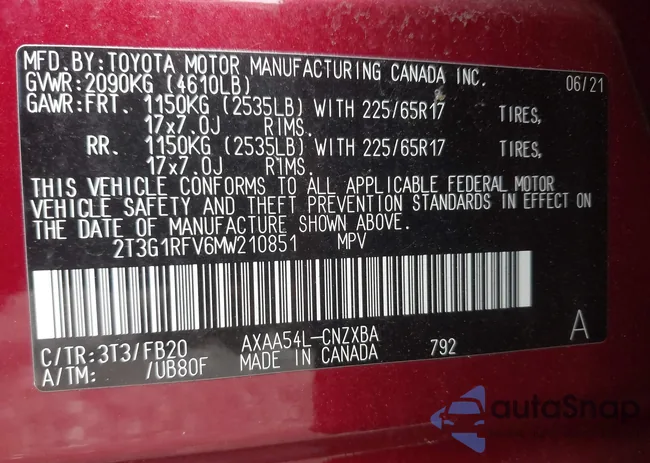 MFD.BY:TOYOTA MOTOR MANUFACTURING CANADA INC.
GVWR:2090KG (4610LB) 06/21
GAWR:FRT. 1150KG (2535LB) WITH 225/65R17 TIRES,
17x7.0J RIMS.
RR. 1150KG (2535LB) WITH 225/65R17 TIRES,
17x7.0J RIMS.
THIS VEHICLE CONFORMS TO ALL APPLICABLE FEDERAL MOTOR
VEHICLE SAFETY AND THEFT PREVENTION STANDARDS IN EFFECT ON
THE DATE OF MANUFACTURE SHOWN ABOVE.
2T3G1RFV6MW210851 MPV
C/TR:3T3/FB20 AXAA54L-CNZXBA 792 A
A/TM: /UB80F MADE IN CANADA
autoSnap